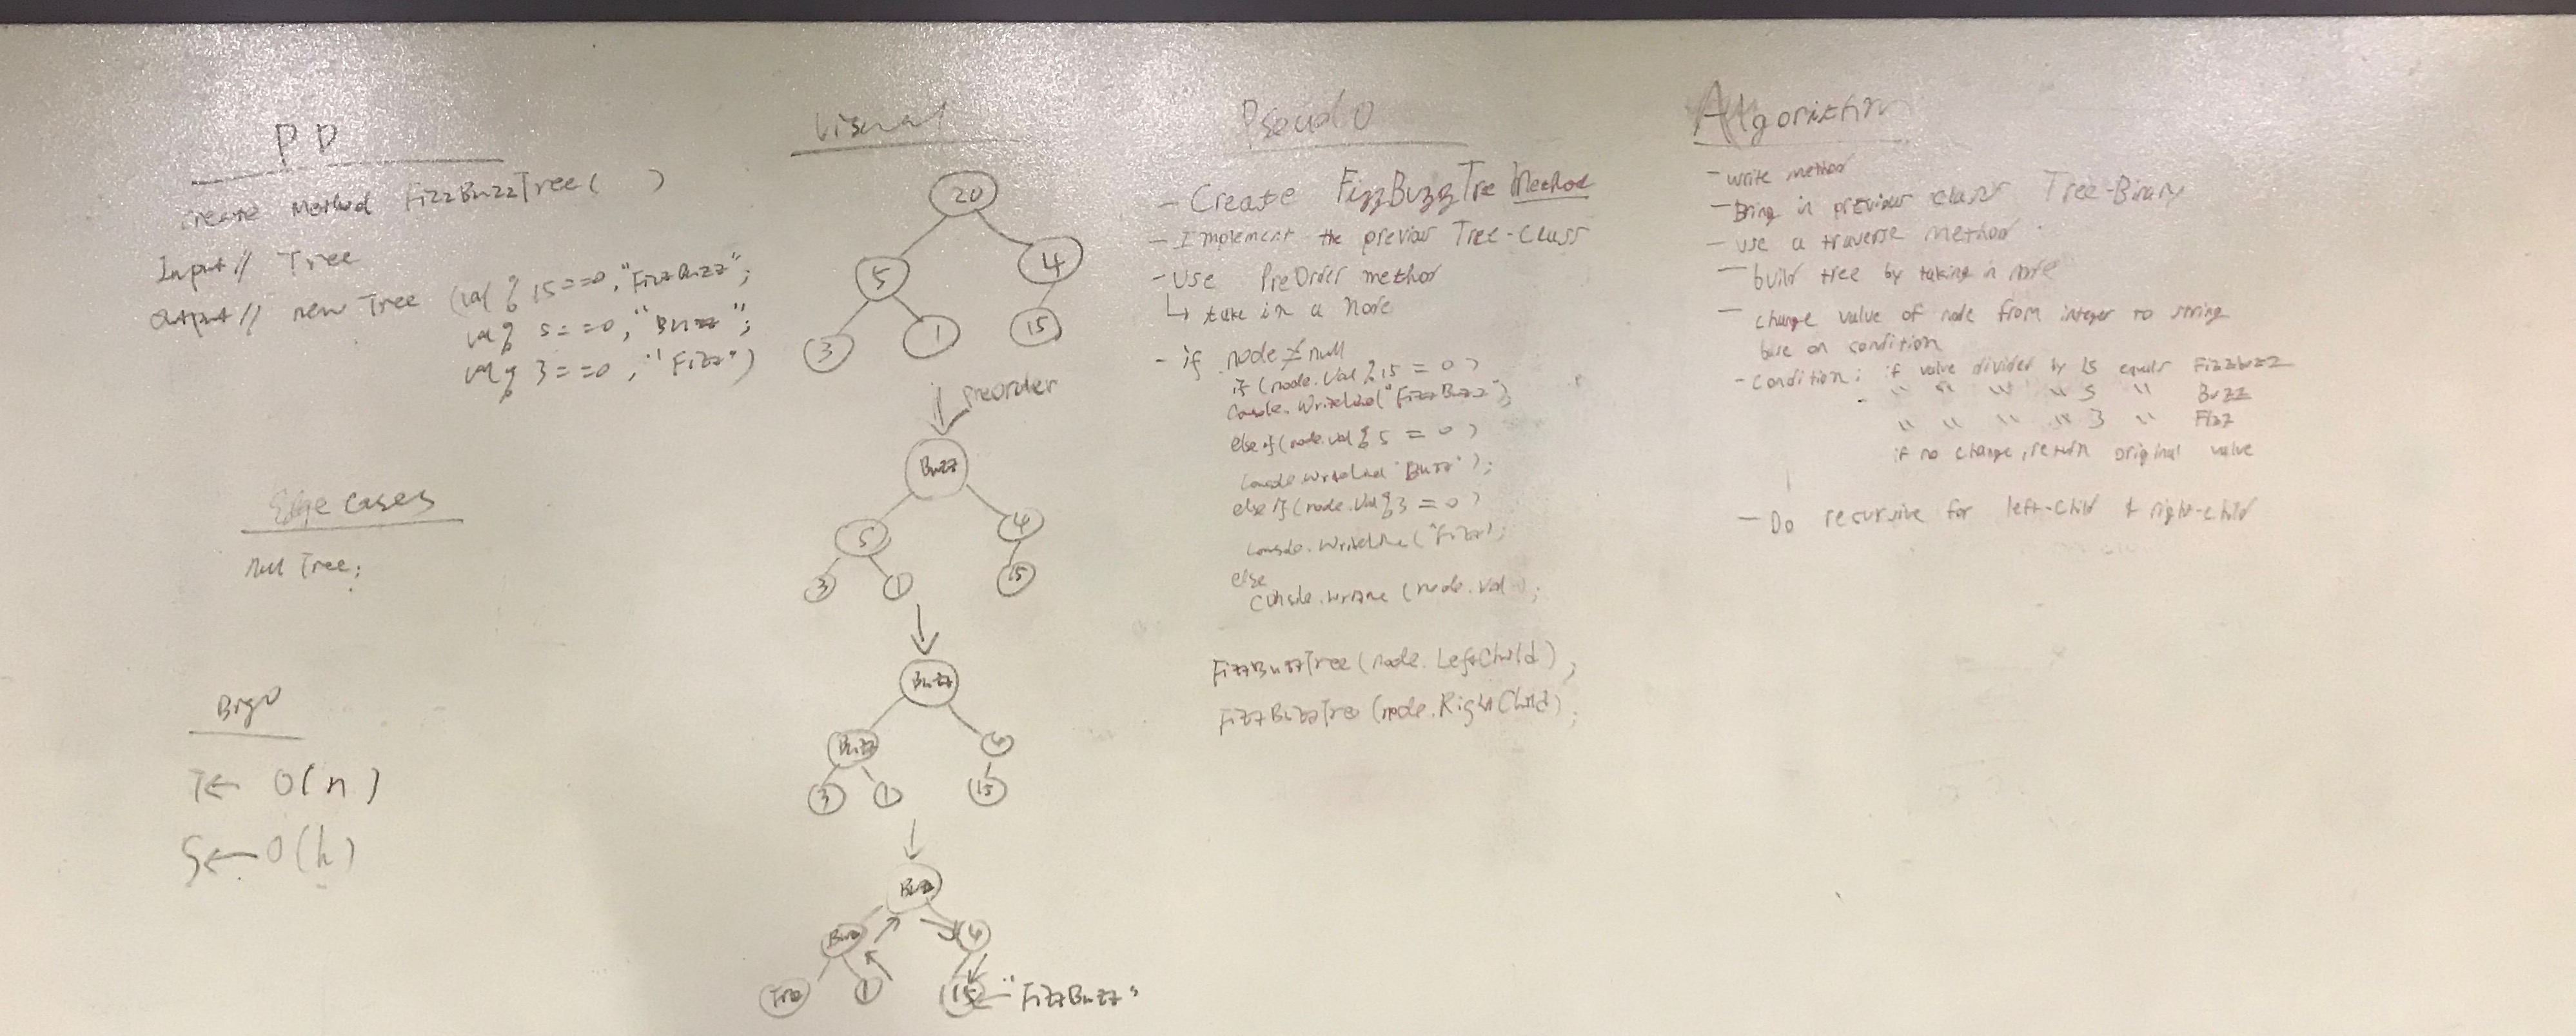 PD
create method FizzBuzzTree( )
Input// Tree
Output// new Tree (val % 15==0,"FizzBuzz";
val % 5==0,"Buzz";
val % 3==0,"Fizz")
Edge cases
Null Tree;
BigO
T← O(n)
S← O(h)
Visual
20
5 4
3 1 15
preorder
Buzz
5 4
3 1 15
Buzz
Buzz 4
3 1 15
Buzz
Buzz 4
Fizz 1 15 ← "FizzBuzz"
Pseudo
- Create FizzBuzzTree Method
- Implement the previous Tree-Class
- Use PreOrder method
↳ take in a Node
- if node ≠ null
if (node.Val % 15 = 0)
Console.WriteLine("FizzBuzz");
else if (node.Val % 5 = 0)
Console.WriteLine("Buzz");
else if (node.Val % 3 = 0)
Console.WriteLine("Fizz");
else
Console.Write (node.Val );
FizzBuzzTree (node.LeftChild);
FizzBuzzTree (node.RightChild);
Algorithm
- write method
- Bring in previous class Tree-Binary
- use a traverse method
- build tree by taking in node
- change value of node from integer to string
base on condition
- condition: if value divided by 15 equals Fizzbuzz
" " " " 5 " Buzz
" " " " 3 " Fizz
if no change, return original value
- Do recursive for left-child & right-child